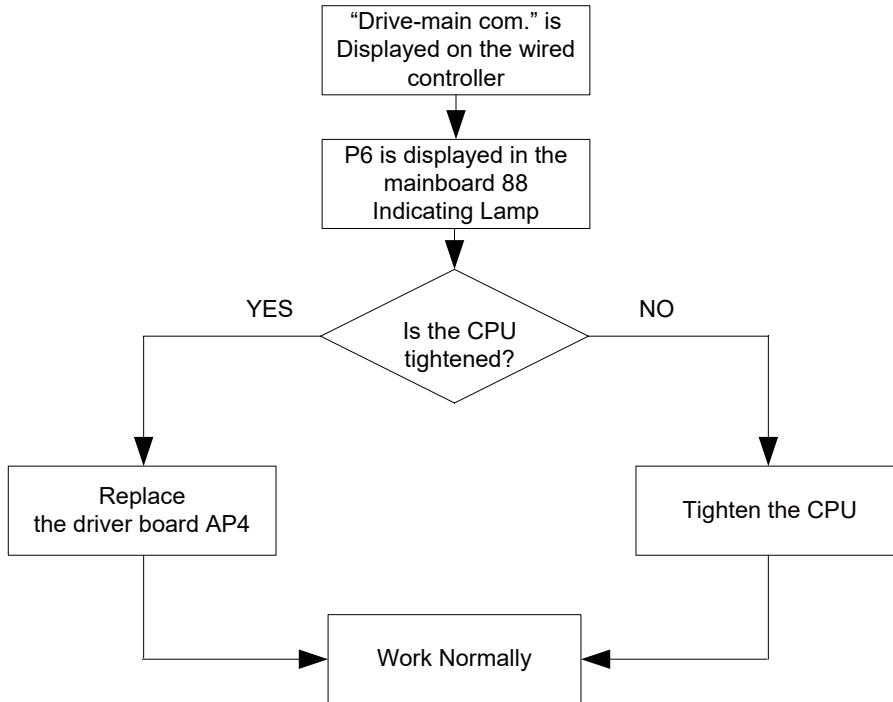 “Drive-main com.” is
Displayed on the wired
controller
P6 is displayed in the
mainboard 88
Indicating Lamp
YES
NO
Is the CPU
tightened?
Replace
the driver board AP4
Tighten the CPU
Work Normally